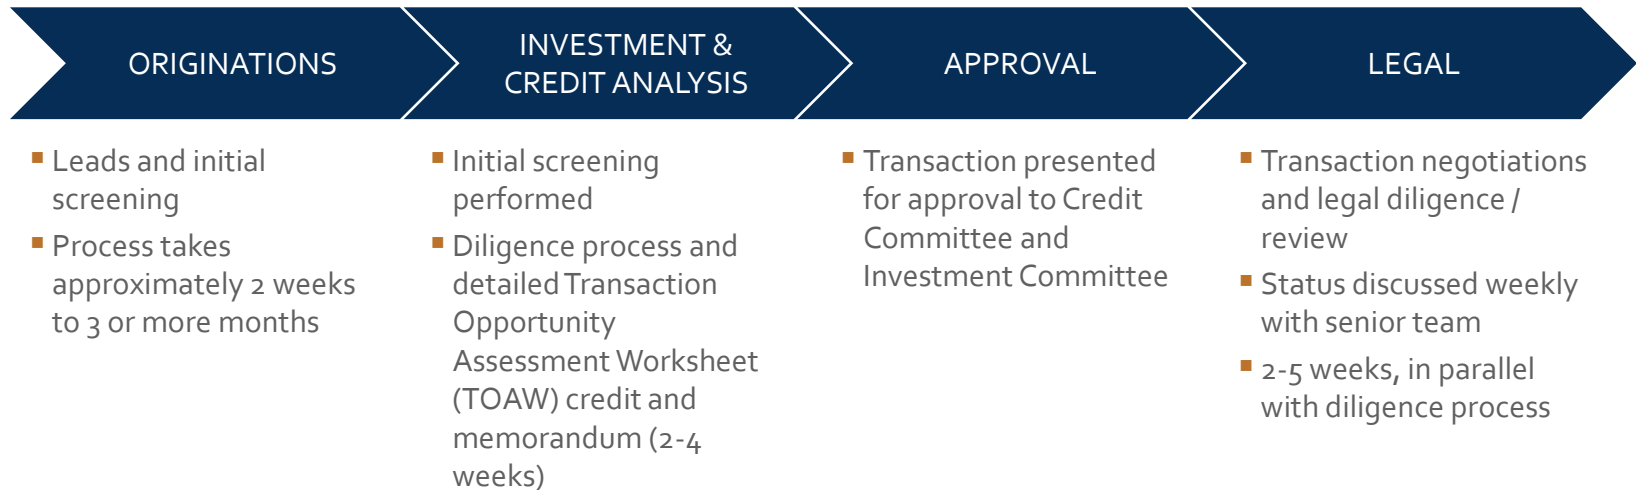 ORIGINATIONS
INVESTMENT &
CREDIT ANALYSIS
APPROVAL
LEGAL
Leads and initial
screening
Process takes
approximately 2 weeks
to 3 or more months
Initial screening
performed
Diligence process and
detailed Transaction
Opportunity
Assessment Worksheet
(TOAW) credit and
memorandum (2-4
weeks)
Transaction presented
for approval to Credit
Committee and
Investment Committee
Transaction negotiations
and legal diligence /
review
Status discussed weekly
with senior team
2-5 weeks, in parallel
with diligence process